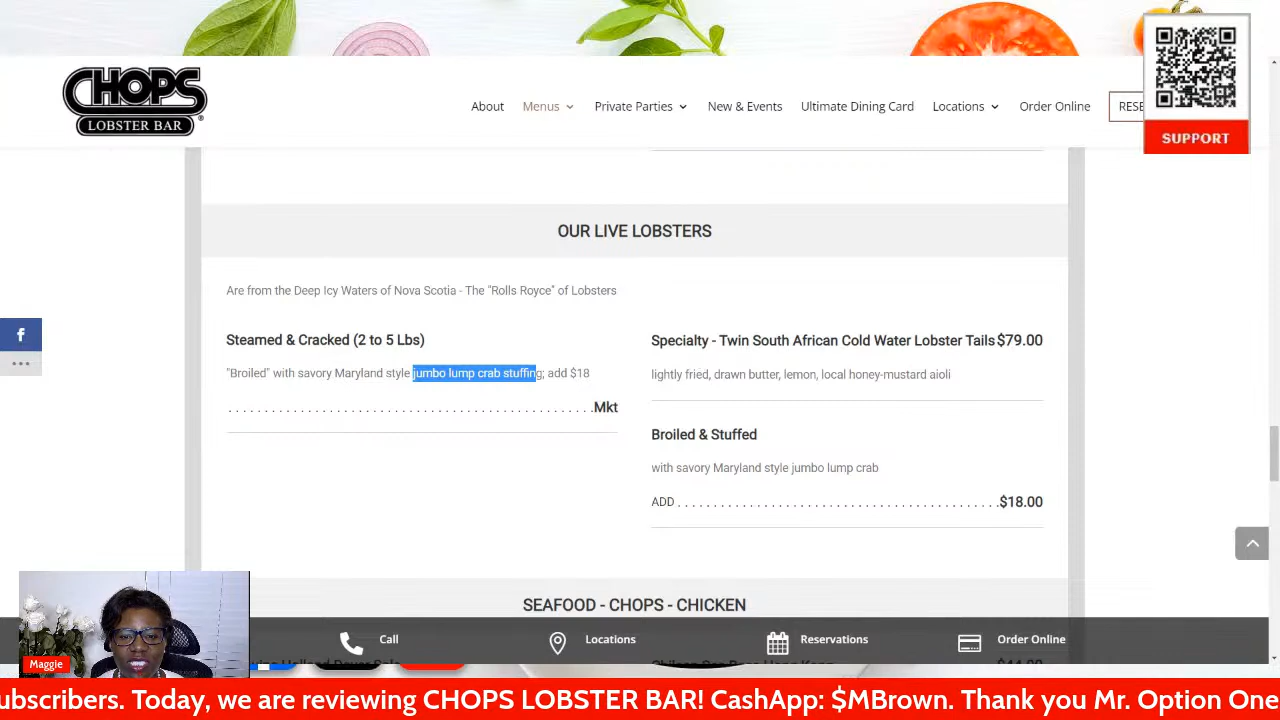 CHOPS
LOBSTER BAR
®
About
Menus
Private Parties
New & Events
Ultimate Dining Card
Locations
Order Online
RESE
SUPPORT
OUR LIVE LOBSTERS
Are from the Deep Icy Waters of Nova Scotia - The "Rolls Royce" of Lobsters
Steamed & Cracked (2 to 5 Lbs)
"Broiled" with savory Maryland style jumbo lump crab stuffing; add $18
Mkt
Specialty - Twin South African Cold Water Lobster Tails $79.00
lightly fried, drawn butter, lemon, local honey-mustard aioli
Broiled & Stuffed
with savory Maryland style jumbo lump crab
ADD $18.00
SEAFOOD - CHOPS - CHICKEN
Call
Locations
Reservations
Order Online
Maggie
ubscribers. Today, we are reviewing CHOPS LOBSTER BAR! CashApp: $MBrown. Thank you Mr. Option One